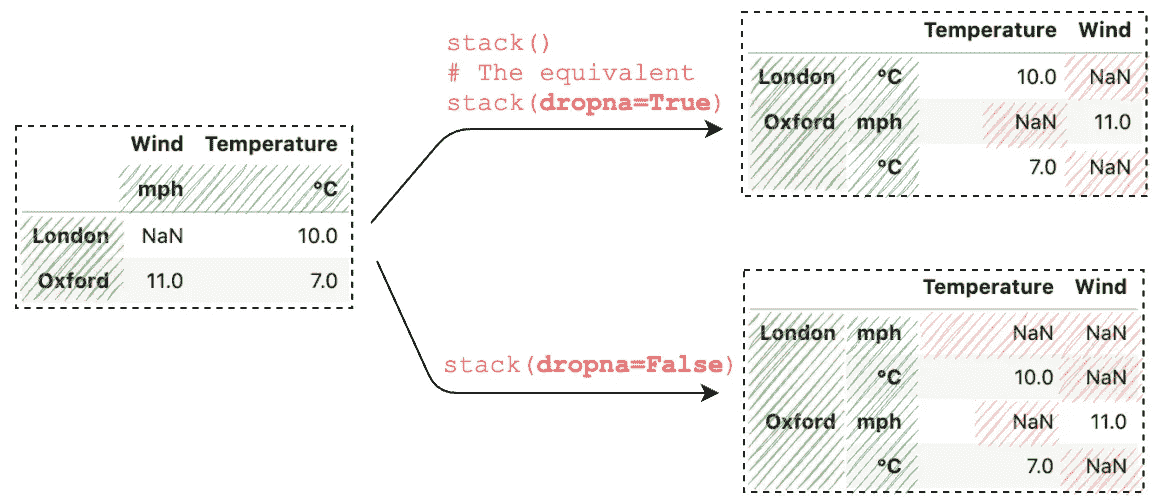 Wind Temperature
mph °C
London NaN 10.0
Oxford 11.0 7.0
stack()
# The equivalent
stack(dropna=True)
Temperature Wind
London °C 10.0 NaN
Oxford mph NaN 11.0
°C 7.0 NaN
stack(dropna=False)
Temperature Wind
London mph NaN NaN
°C 10.0 NaN
Oxford mph NaN 11.0
°C 7.0 NaN